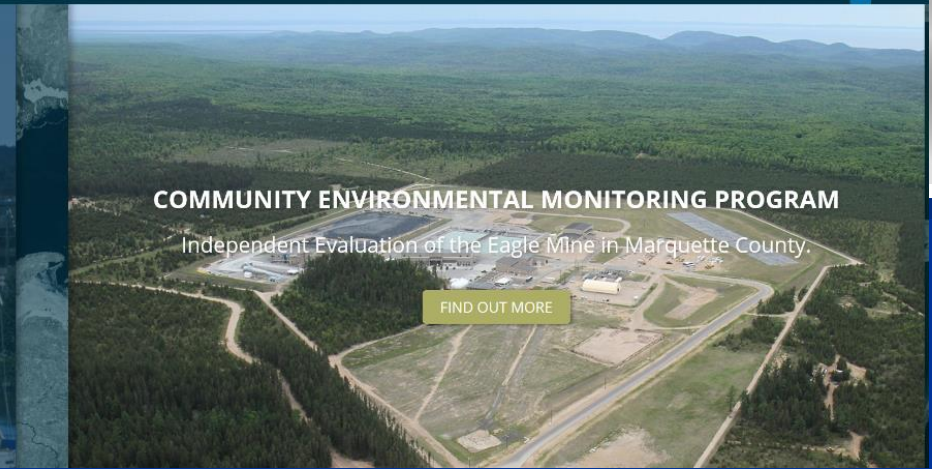 COMMUNITY ENVIRONMENTAL MONITORING PROGRAM
Independent Evaluation of the Eagle Mine in Marquette County.
FIND OUT MORE